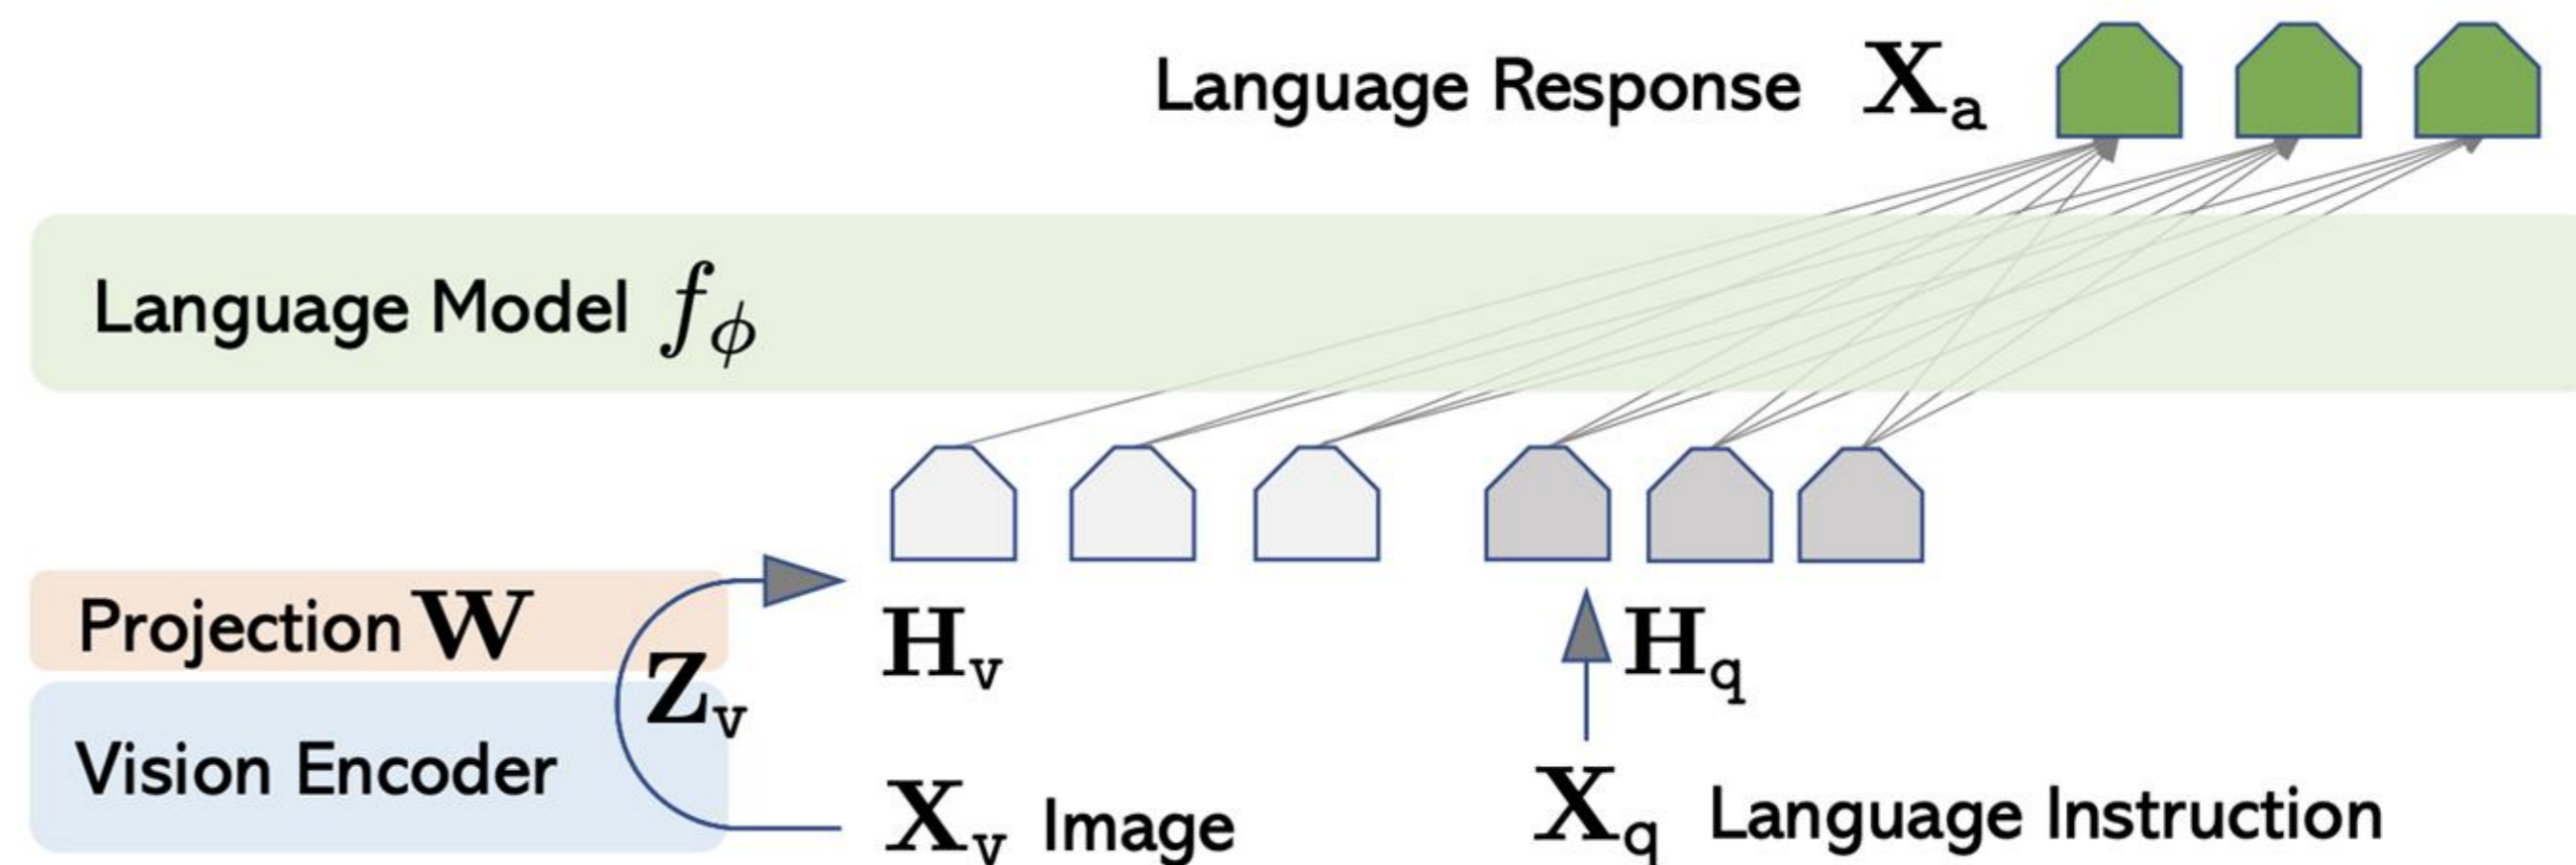 Language Response X_a
Language Model f_ϕ
Projection W
Z_v
H_v
H_q
Vision Encoder
X_v Image
X_q Language Instruction